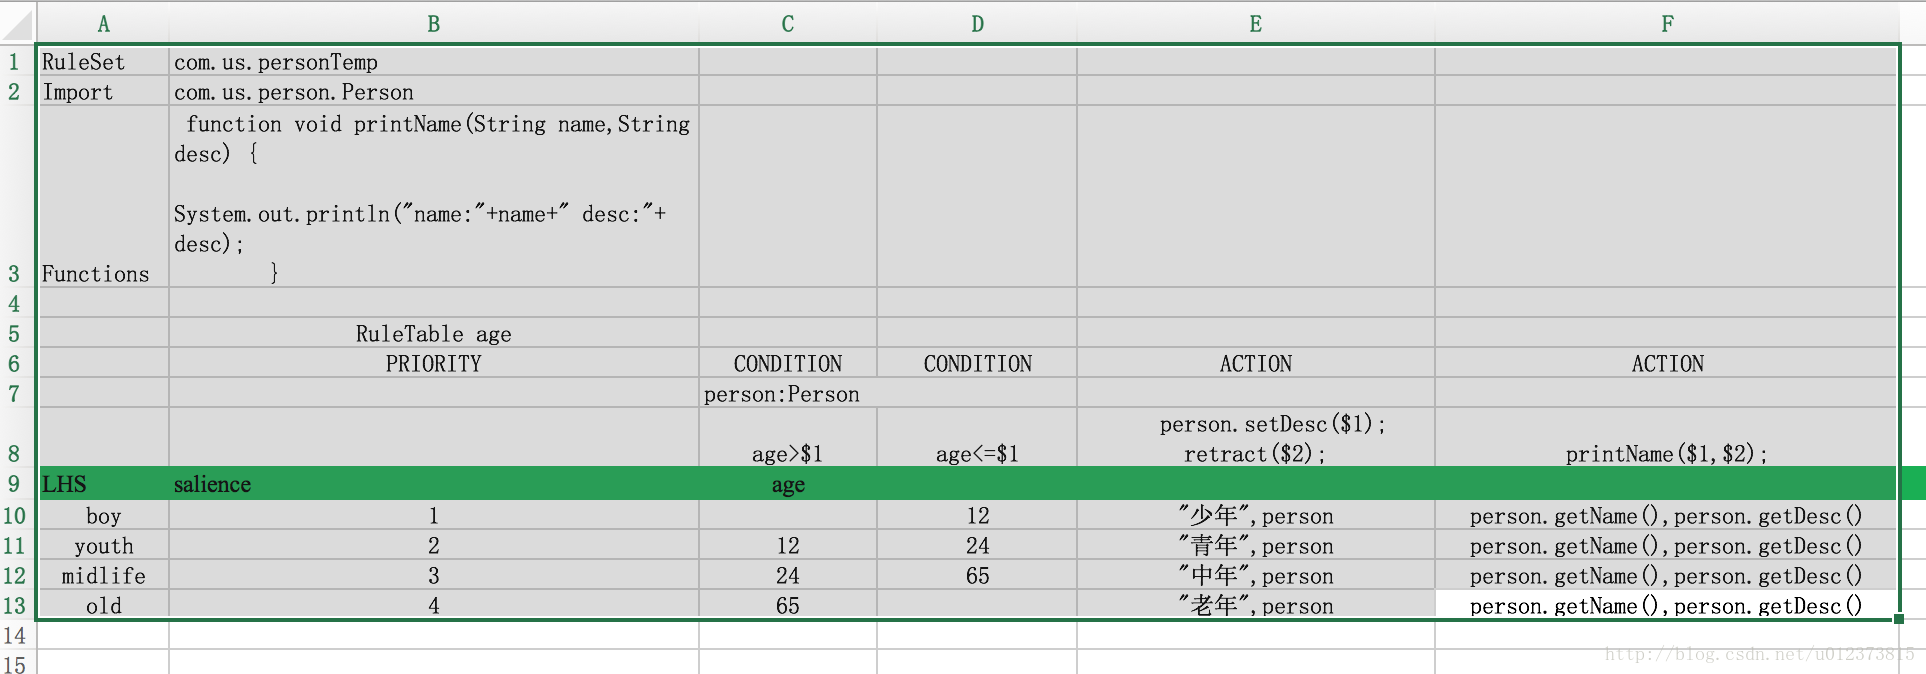 A B C D E F
1 RuleSet com.us.personTemp
2 Import com.us.person.Person
function void printName(String name,String
desc) {
System.out.println("name:"+name+" desc:"+
desc);
3 Functions }
4
5 RuleTable age
6 PRIORITY CONDITION CONDITION ACTION ACTION
7 person:Person
person.setDesc($1);
8 age>$1 age<=$1 retract($2); printName($1,$2);
9 LHS salience age
10 boy 1 12 "少年",person person.getName(),person.getDesc()
11 youth 2 12 24 "青年",person person.getName(),person.getDesc()
12 midlife 3 24 65 "中年",person person.getName(),person.getDesc()
13 old 4 65 "老年",person person.getName(),person.getDesc()
14
15
http://blog.csdn.net/u012373815